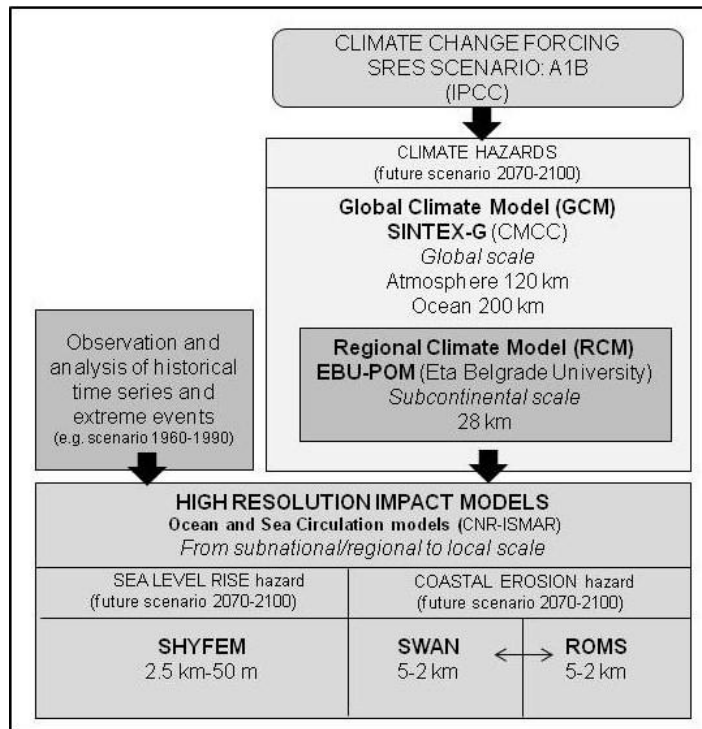 CLIMATE CHANGE FORCING
SRES SCENARIO: A1B
(IPCC)
CLIMATE HAZARDS
(future scenario 2070-2100)
Global Climate Model (GCM)
SINTEX-G (CMCC)
Global scale
Atmosphere 120 km
Ocean 200 km
Regional Climate Model (RCM)
EBU-POM (Eta Belgrade University)
Subcontinental scale
28 km
Observation and
analysis of historical
time series and
extreme events
(e.g. scenario 1960-1990)
HIGH RESOLUTION IMPACT MODELS
Ocean and Sea Circulation models (CNR-ISMAR)
From subnational/regional to local scale
SEA LEVEL RISE hazard
(future scenario 2070-2100)
COASTAL EROSION hazard
(future scenario 2070-2100)
SHYFEM
2.5 km-50 m
SWAN
5-2 km
ROMS
5-2 km